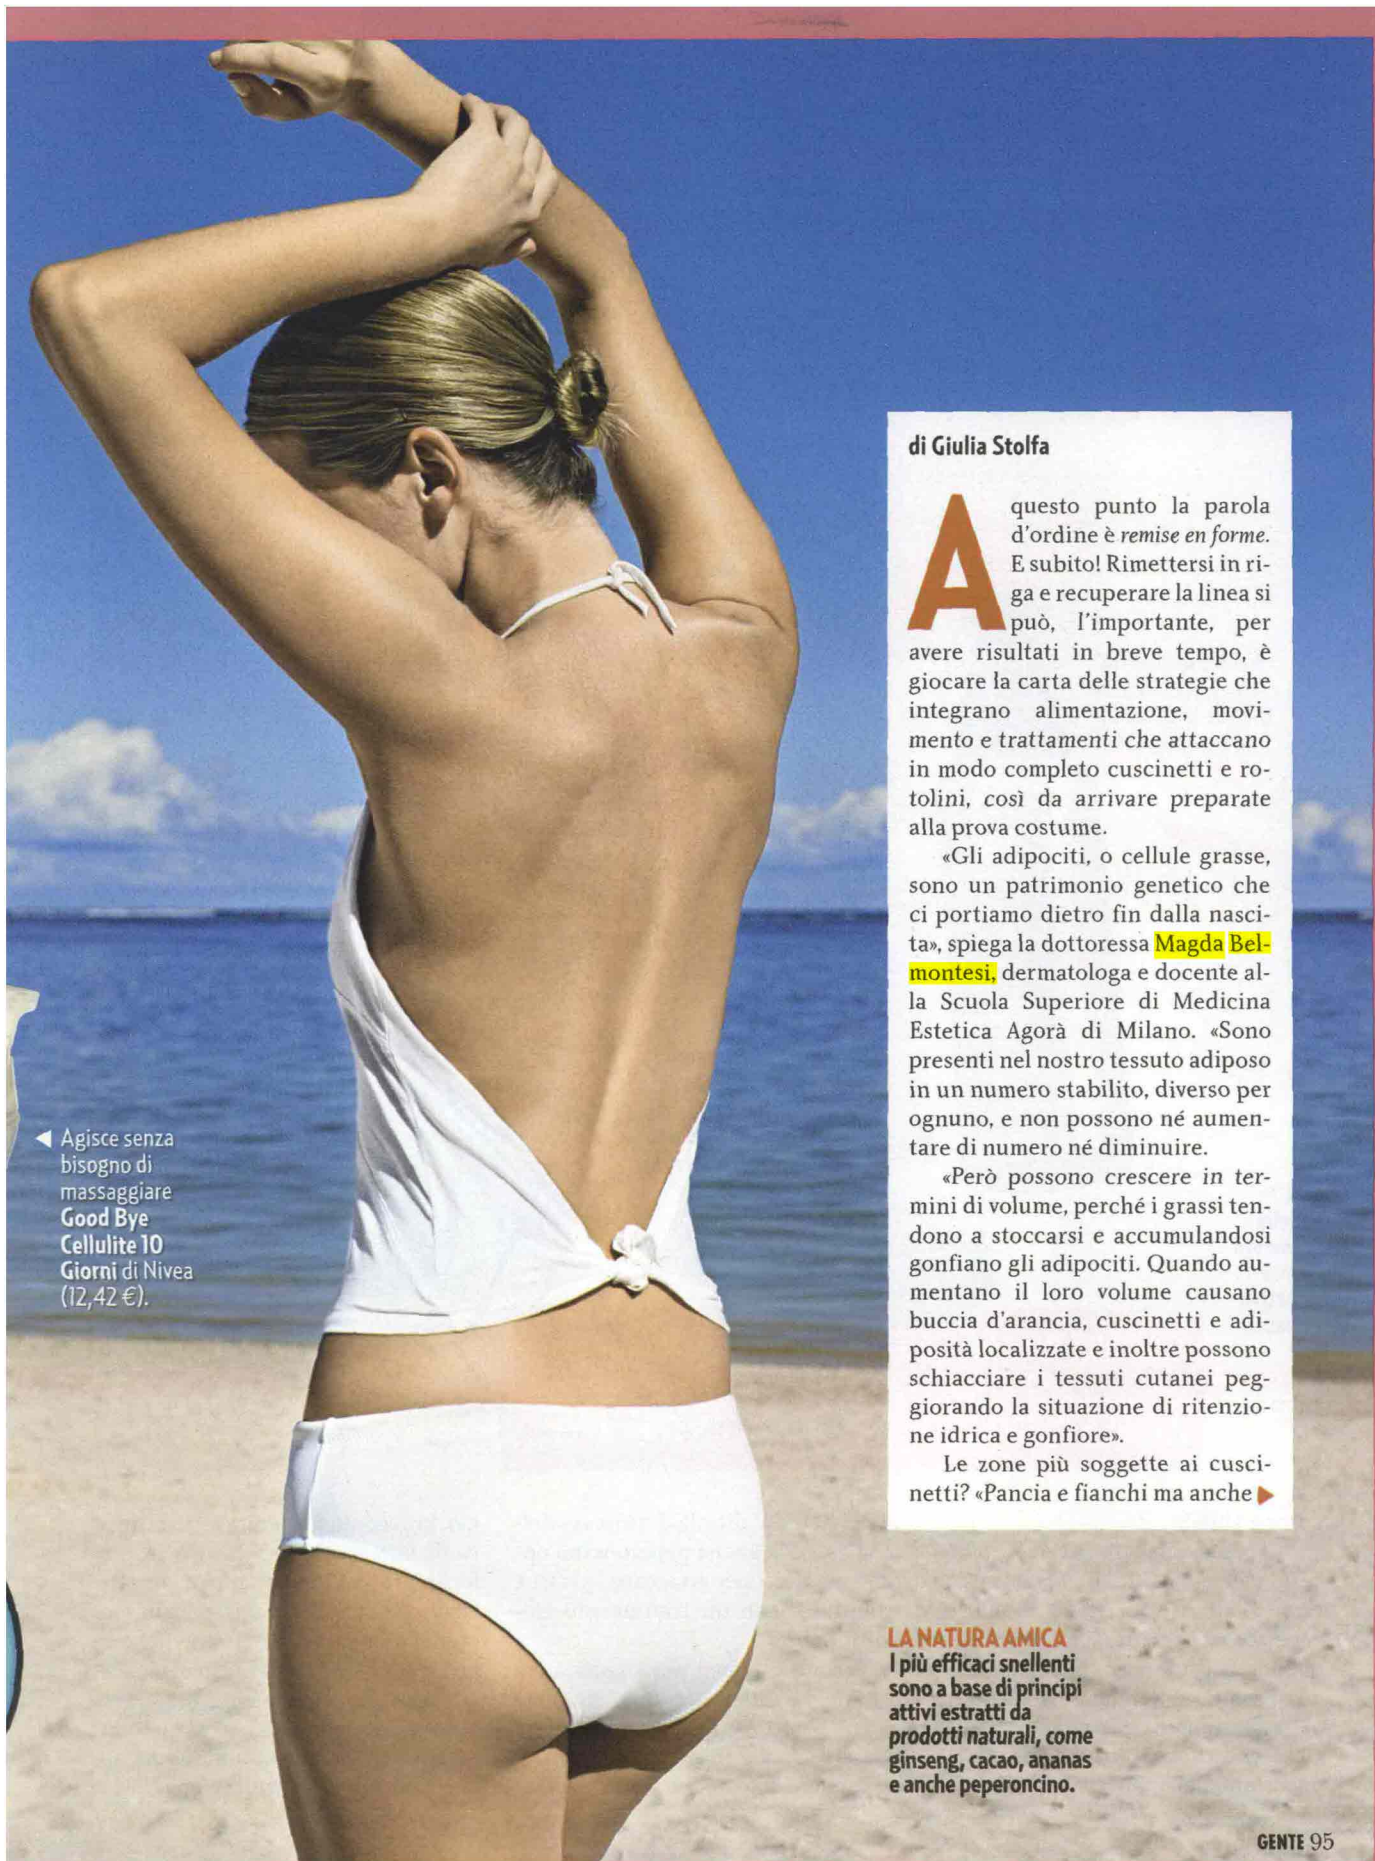 di Giulia Stolfa
A questo punto la parola
d'ordine è remise en forme.
E subito! Rimettersi in ri-
ga e recuperare la linea si
può, l'importante, per
avere risultati in breve tempo, è
giocare la carta delle strategie che
integrano alimentazione, movi-
mento e trattamenti che attaccano
in modo completo cuscinetti e ro-
tolini, così da arrivare preparate
alla prova costume.
«Gli adipociti, o cellule grasse,
sono un patrimonio genetico che
ci portiamo dietro fin dalla nasci-
ta», spiega la dottoressa Magda Bel-
montesi, dermatologa e docente al-
la Scuola Superiore di Medicina
Estetica Agorà di Milano. «Sono
presenti nel nostro tessuto adiposo
in un numero stabilito, diverso per
ognuno, e non possono né aumen-
tare di numero né diminuire.
«Però possono crescere in ter-
mini di volume, perché i grassi ten-
dono a stoccarsi e accumulandosi
gonfiano gli adipociti. Quando au-
mentano il loro volume causano
buccia d'arancia, cuscinetti e adi-
posità localizzate e inoltre possono
schiacciare i tessuti cutanei peg-
giorando la situazione di ritenzio-
ne idrica e gonfiore».
Le zone più soggette ai cusci-
netti? «Pancia e fianchi ma anche
Agisce senza
bisogno di
massaggiare
Good Bye
Cellulite 10
Giorni di Nivea
(12,42 €).
LA NATURA AMICA
I più efficaci snellenti
sono a base di principi
attivi estratti da
prodotti naturali, come
ginseng, cacao, ananas
e anche peperoncino.
GENTE 95